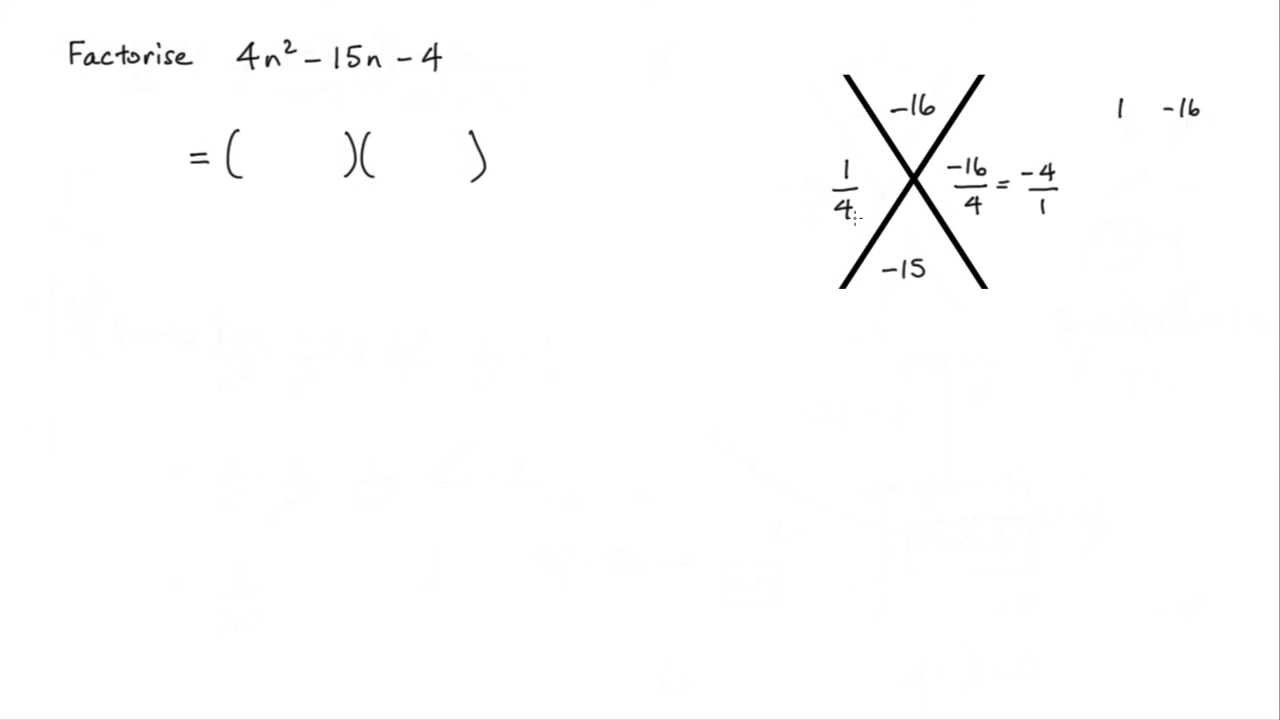 Factorise 4n² – 15n – 4
= ( )( )
–16
1 –16
1/4 –16/4 = –4/1
–15